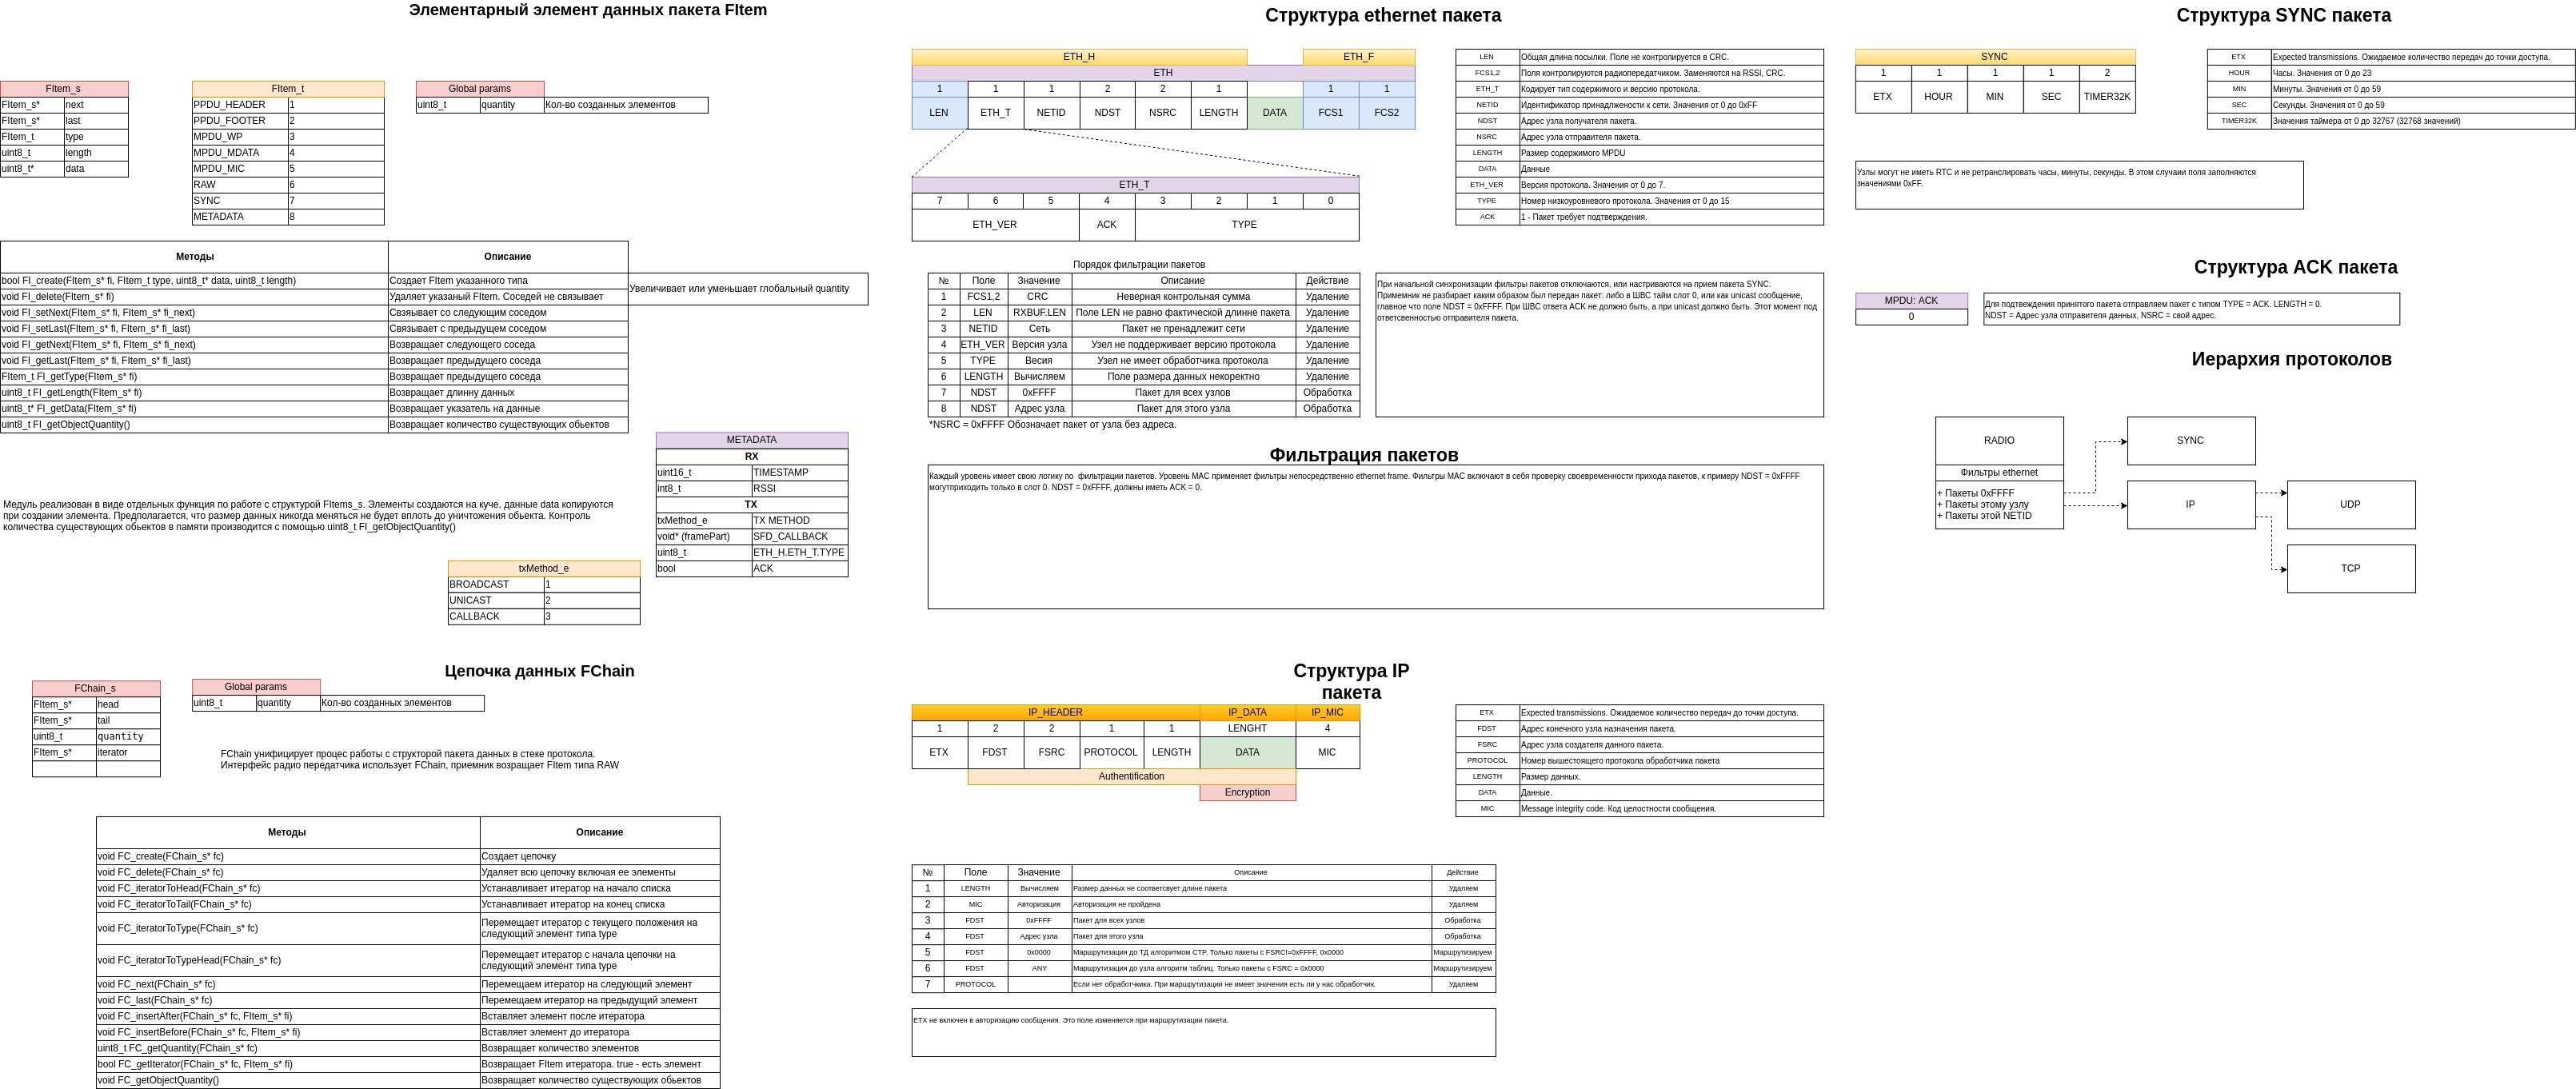 Элементарный элемент данных пакета FItem
FItem_s
FItem_s* next
FItem_s* last
FItem_t type
uint8_t length
uint8_t* data
FItem_t
PPDU_HEADER 1
PPDU_FOOTER 2
MPDU_WP 3
MPDU_MDATA 4
MPDU_MIC 5
RAW 6
SYNC 7
METADATA 8
Global params
uint8_t quantity Кол-во созданных элементов
Методы Описание
bool FI_create(FItem_s* fi, FItem_t type, uint8_t* data, uint8_t length) Создает FItem указанного типа
void FI_delete(FItem_s* fi) Удаляет указаный FItem. Соседей не связывает
Увеличивает или уменьшает глобальный quantity
void FI_setNext(FItem_s* fi, FItem_s* fi_next) Свзяывает со следующим соседом
void FI_setLast(FItem_s* fi, FItem_s* fi_last) Связывает с предыдущем соседом
void FI_getNext(FItem_s* fi, FItem_s* fi_next) Возвращает следующего соседа
void FI_getLast(FItem_s* fi, FItem_s* fi_last) Возвращает предыдущего соседа
FItem_t FI_getType(FItem_s* fi) Возвращает предыдущего соседа
uint8_t FI_getLength(FItem_s* fi) Возвращает длинну данных
uint8_t* FI_getData(FItem_s* fi) Возвращает указатель на данные
uint8_t FI_getObjectQuantity() Возвращает количество существующих обьектов
METADATA
RX
uint16_t TIMESTAMP
int8_t RSSI
TX
txMethod_e TX METHOD
void* (framePart) SFD_CALLBACK
uint8_t ETH_H.ETH_T.TYPE
bool ACK
Медуль реализован в виде отдельных функция по работе с структурой FItems_s. Элементы создаются на куче, данные data копируются
при создании элемента. Предполагается, что размер данных никогда меняться не будет вплоть до уничтожения обьекта. Контроль
количества существующих обьектов в памяти производится с помощью uint8_t FI_getObjectQuantity()
txMethod_e
BROADCAST 1
UNICAST 2
CALLBACK 3
Цепочка данных FChain
FChain_s
FItem_s* head
FItem_s* tail
uint8_t quantity
FItem_s* iterator
Global params
uint8_t quantity Кол-во созданных элементов
FChain унифицирует процес работы с структурой пакета данных в стеке протокола.
Интерфейс радио передатчика использует FChain, приемник возращает FItem типа RAW
Методы Описание
void FC_create(FChain_s* fc) Создает цепочку
void FC_delete(FChain_s* fc) Удаляет всю цепочку включая ее элементы
void FC_iteratorToHead(FChain_s* fc) Устанавливает итератор на начало списка
void FC_iteratorToTail(FChain_s* fc) Устанавливает итератор на конец списка
void FC_iteratorToType(FChain_s* fc) Перемещает итератор с текущего положения на
следующий элемент типа type
void FC_iteratorToTypeHead(FChain_s* fc) Перемещает итератор с начала цепочки на
следующий элемент типа type
void FC_next(FChain_s* fc) Перемещаем итератор на следующий элемент
void FC_last(FChain_s* fc) Перемещаем итератор на предыдущий элемент
void FC_insertAfter(FChain_s* fc, FItem_s* fi) Вставляет элемент после итератора
void FC_insertBefore(FChain_s* fc, FItem_s* fi) Вставляет элемент до итератора
uint8_t FC_getQuantity(FChain_s* fc) Возвращает количество элементов
bool FC_getIterator(FChain_s* fc, FItem_s* fi) Возвращает FItem итератора. true - есть элемент
void FC_getObjectQuantity() Возвращает количество существующих обьектов
Структура ethernet пакета
ETH_H ETH_F
ETH
1 1 1 2 2 1 1 1
LEN ETH_T NETID NDST NSRC LENGTH DATA FCS1 FCS2
ETH_T
7 6 5 4 3 2 1 0
ETH_VER ACK TYPE
LEN Общая длина посылки. Поле не контролируется в CRC.
FCS1,2 Поля контролируются радиопередатчиком. Заменяются на RSSI, CRC.
ETH_T Кодирует тип содержимого и версию протокола.
NETID Идентификатор принадлжености к сети. Значения от 0 до 0xFF
NDST Адрес узла получателя пакета.
NSRC Адрес узла отправителя пакета.
LENGTH Размер содержимого MPDU
DATA Данные
ETH_VER Версия протокола. Значения от 0 до 7.
TYPE Номер низкоуровневого протокола. Значения от 0 до 15
ACK 1 - Пакет требует подтверждения.
Порядок фильтрации пакетов
№ Поле Значение Описание Действие
1 FCS1,2 CRC Неверная контрольная сумма Удаление
2 LEN RXBUF.LEN Поле LEN не равно фактической длинне пакета Удаление
3 NETID Сеть Пакет не пренадлежит сети Удаление
4 ETH_VER Версия узла Узел не поддерживает версию протокола Удаление
5 TYPE Весия Узел не имеет обработчика протокола Удаление
6 LENGTH Вычисляем Поле размера данных некоректно Удаление
7 NDST 0xFFFF Пакет для всех узлов Обработка
8 NDST Адрес узла Пакет для этого узла Обработка
*NSRC = 0xFFFF Обозначает пакет от узла без адреса.
При начальной синхронизации фильтры пакетов отключаются, или настриваются на прием пакета SYNC.
Примемник не разбирает каким образом был передан пакет: либо в ШВС тайм слот 0, или как unicast сообщение,
главное что поле NDST = 0xFFFF. При ШВС ответа ACK не должно быть, а при unicast должно быть. Этот момент под
ответсвенностью отправителя пакета.
Фильтрация пакетов
Каждый уровень имеет свою логику по фильтрации пакетов. Уровень MAC применяет фильтры непосредственно ethernet frame. Фильтры MAC включают в себя проверку своевременности прихода пакетов, к примеру NDST = 0xFFFF
могутприходить только в слот 0. NDST = 0xFFFF, должны иметь ACK = 0.
Структура IP
пакета
IP_HEADER IP_DATA IP_MIC
1 2 2 1 1 LENGHT 4
ETX FDST FSRC PROTOCOL LENGTH DATA MIC
Authentification
Encryption
ETX Expected transmissions. Ожидаемое количество передач до точки доступа.
FDST Адрес конечного узла назначения пакета.
FSRC Адрес узла создателя данного пакета.
PROTOCOL Номер вышестоящего протокола обработчика пакета
LENGTH Размер данных.
DATA Данные.
MIC Message integrity code. Код целостности сообщения.
№ Поле Значение Описание Действие
1 LENGTH Вычисляем Размер данных не соответсвует длине пакета Удаляем
2 MIC Авторизация Авторизация не пройдена Удаляем
3 FDST 0xFFFF Пакет для всех узлов Обработка
4 FDST Адрес узла Пакет для этого узла Обработка
5 FDST 0x0000 Маршрутизация до ТД алгоритмом СТР. Только пакеты с FSRC!=0xFFFF, 0x0000 Маршрутизируем
6 FDST ANY Маршрутизация до узла алгоритм таблиц. Только пакеты с FSRC = 0x0000 Маршрутизируем
7 PROTOCOL Если нет обработчкика. При маршрутизации не имеет значения есть ли у нас обработчик. Удаляем
ETX не включен в авторизацию сообщения. Это поле изменяется при маршрутизации пакета.
Структура SYNC пакета
SYNC
1 1 1 1 2
ETX HOUR MIN SEC TIMER32K
ETX Expected transmissions. Ожидаемое количество передач до точки доступа.
HOUR Часы. Значения от 0 до 23
MIN Минуты. Значения от 0 до 59
SEC Секунды. Значения от 0 до 59
TIMER32K Значения таймера от 0 до 32767 (32768 значений)
Узлы могут не иметь RTC и не ретранслировать часы, минуты, секунды. В этом случаии поля заполняются
значениями 0xFF.
Структура ACK пакета
MPDU: ACK
0
Для подтвеждения принятого пакета отправляем пакет с типом TYPE = ACK. LENGTH = 0.
NDST = Адрес узла отправителя данных, NSRC = свой адрес.
Иерархия протоколов
RADIO
Фильтры ethernet
+ Пакеты 0xFFFF
+ Пакеты этому узлу
+ Пакеты этой NETID
SYNC
IP
UDP
TCP